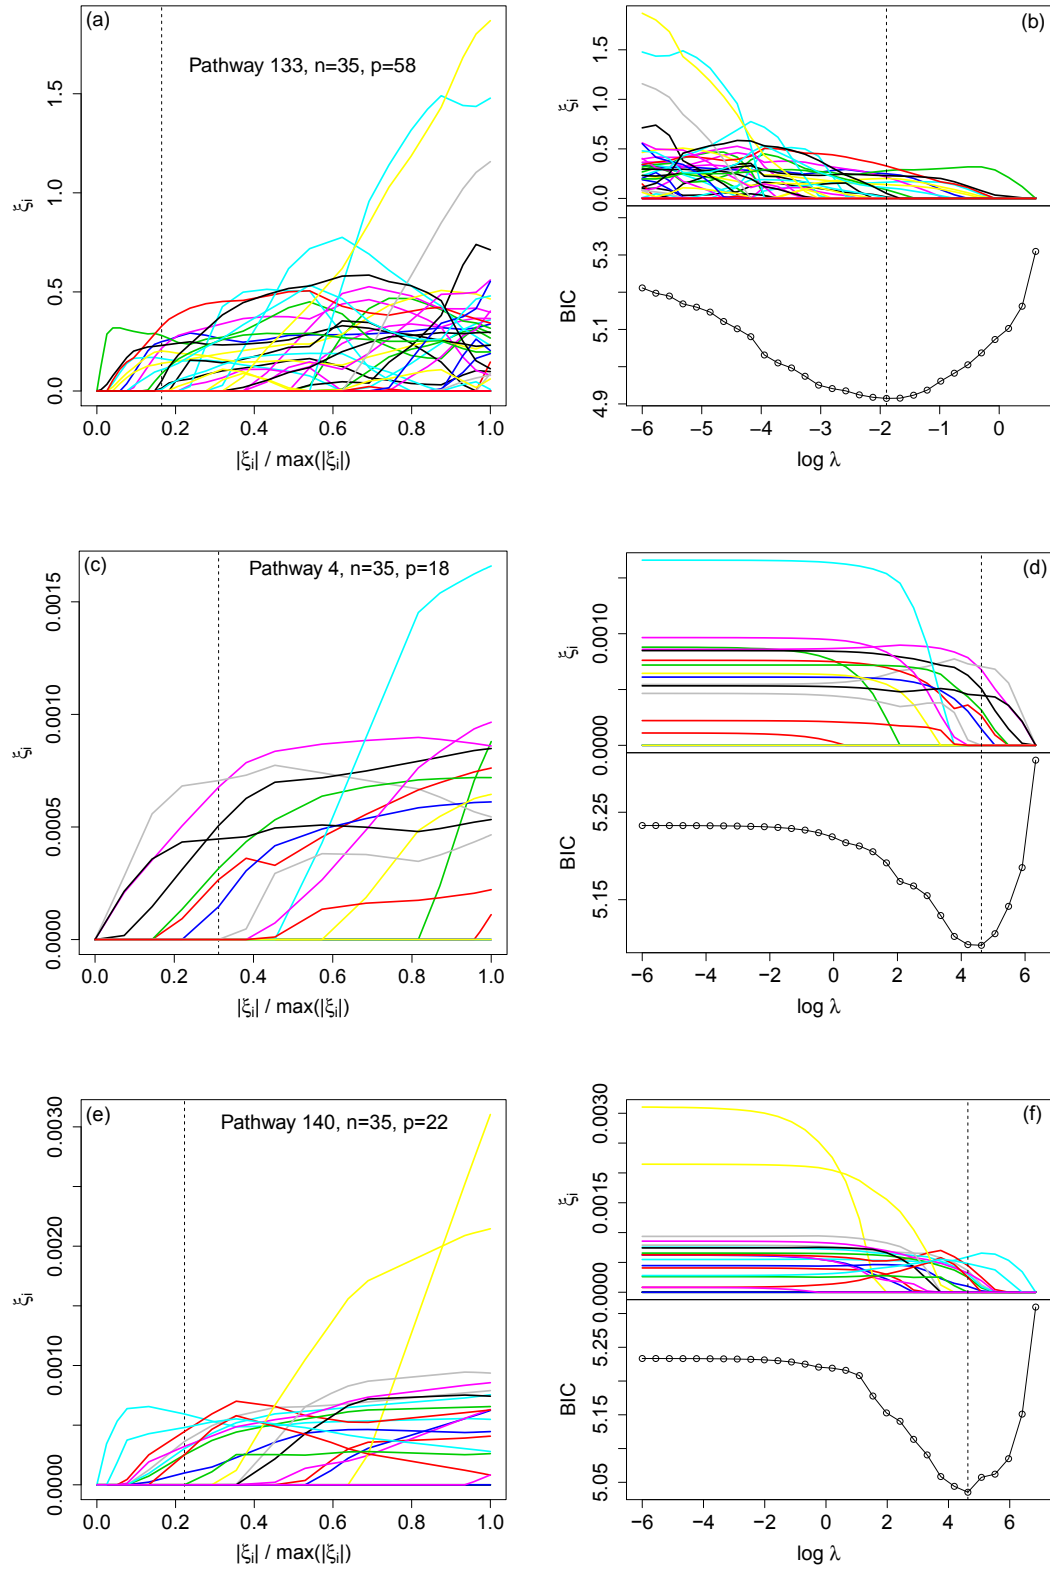 (a)
Pathway 133, n=35, p=58
ξi
0.0 0.5 1.0 1.5
0.0 0.2 0.4 0.6 0.8 1.0
|ξi| / max(|ξi|)
(b)
ξi
0.0 0.5 1.0 1.5
BIC
4.9 5.1 5.3
−6 −5 −4 −3 −2 −1 0
log λ
(c)
Pathway 4, n=35, p=18
ξi
0.0000 0.0005 0.0010 0.0015
0.0 0.2 0.4 0.6 0.8 1.0
|ξi| / max(|ξi|)
(d)
ξi
0.0000 0.0010
BIC
5.15 5.25
−6 −4 −2 0 2 4 6
log λ
(e)
Pathway 140, n=35, p=22
ξi
0.0000 0.0010 0.0020 0.0030
0.0 0.2 0.4 0.6 0.8 1.0
|ξi| / max(|ξi|)
(f)
ξi
0.0000 0.0015 0.0030
BIC
5.05 5.15 5.25
−6 −4 −2 0 2 4 6
log λ